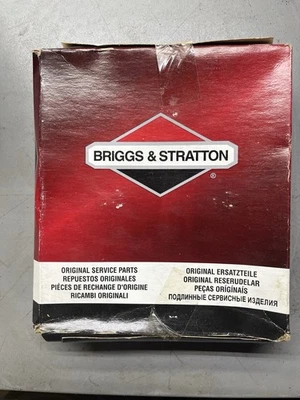 BRIGGS & STRATTON
®
ORIGINAL SERVICE PARTS
REPUESTOS ORIGINALES
PIÈCES DE RECHANGE D'ORIGINE
RICAMBI ORIGINALI
ORIGINAL ERSATZTEILE
ORIGINAL RESERUDELAR
PEÇAS ORIGINAIS
ПОДЛИННЫЕ СЕРВИСНЫЕ ИЗДЕЛИЯ